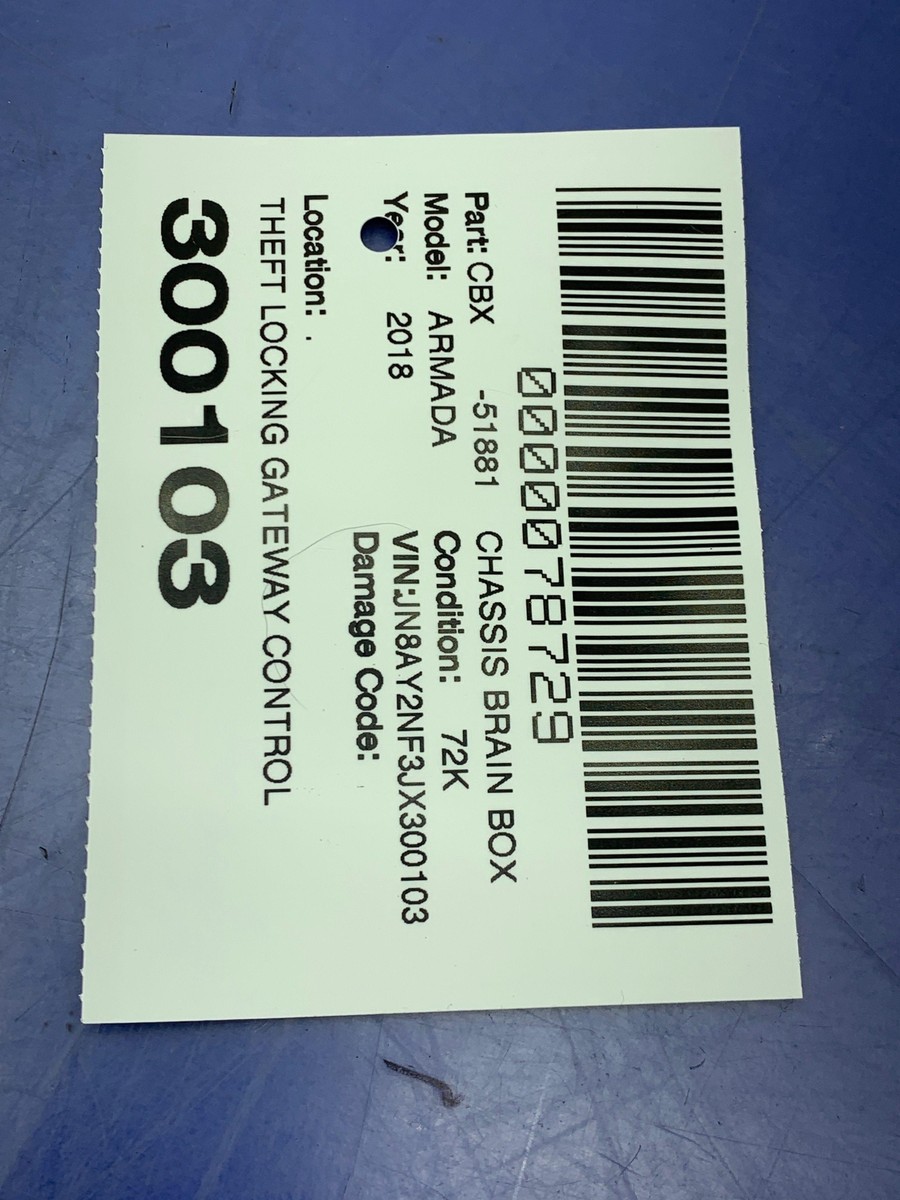 0000078729
Part: CBX -51881 CHASSIS BRAIN BOX
Model: ARMADA Condition: 72K
Year: 2018 VIN:JN8AY2NF3JX300103
Damage Code:
Location: .
THEFT LOCKING GATEWAY CONTROL
300103